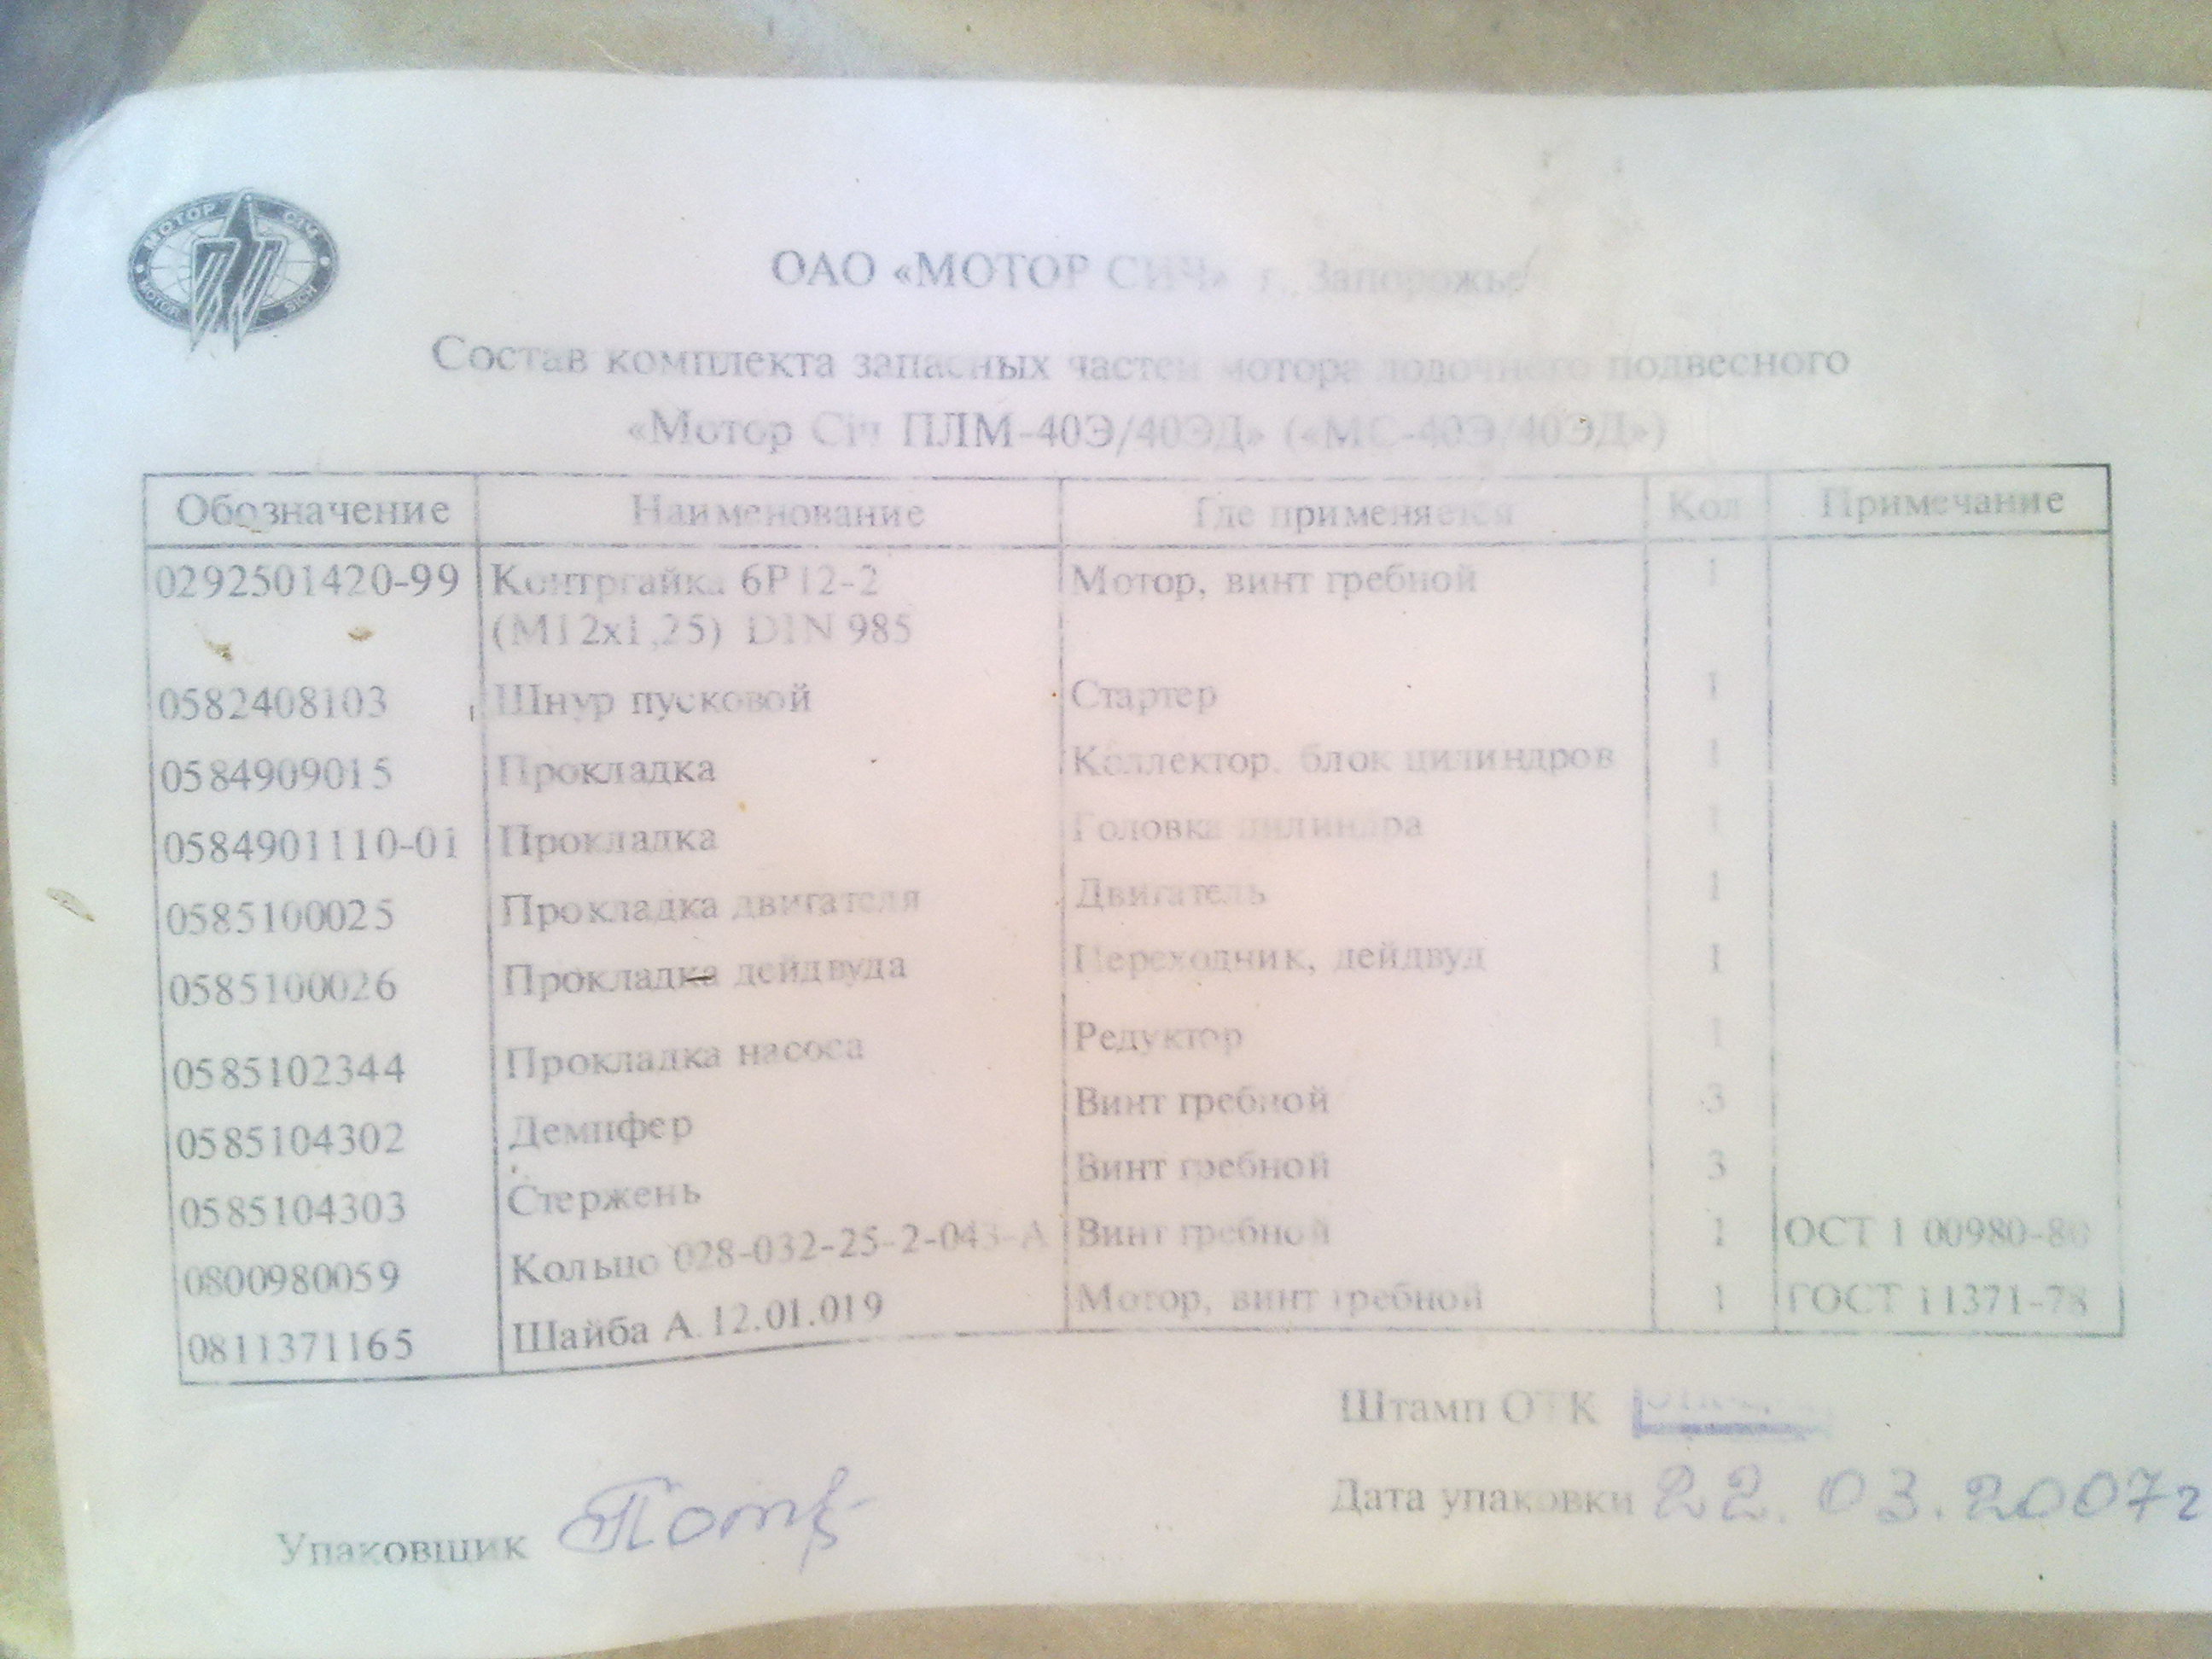 МОТОР СІЧ
MOTOR SICH
ОАО «МОТОР СИЧ» г. Запорожье
Состав комплекта запасных частей мотора лодочного подвесного
«Мотор Січ ПЛМ-40Э/40ЭД» («МС-40Э/40ЭД»)
Обозначение Наименование Где применяется Кол Примечание
0292501420-99 Контргайка 6Р12-2 Мотор, винт гребной 1
(М12х1,25) DIN 985
0582408103 Шнур пусковой Стартер 1
0584909015 Прокладка Коллектор, блок цилиндров 1
0584901110-01 Прокладка Головка цилиндра 1
0585100025 Прокладка двигателя Двигатель 1
0585100026 Прокладка дейдвуда Переходник, дейдвуд 1
0585102344 Прокладка насоса Редуктор 1
0585104302 Демпфер Винт гребной 3
0585104303 Стержень Винт гребной 3
0800980059 Кольцо 028-032-25-2-043-А Винт гребной 1 ОСТ 1 00980-80
0811371165 Шайба А.12.01.019 Мотор, винт гребной 1 ГОСТ 11371-78
Штамп ОТК
Дата упаковки 22.03.2007г
Упаковщик